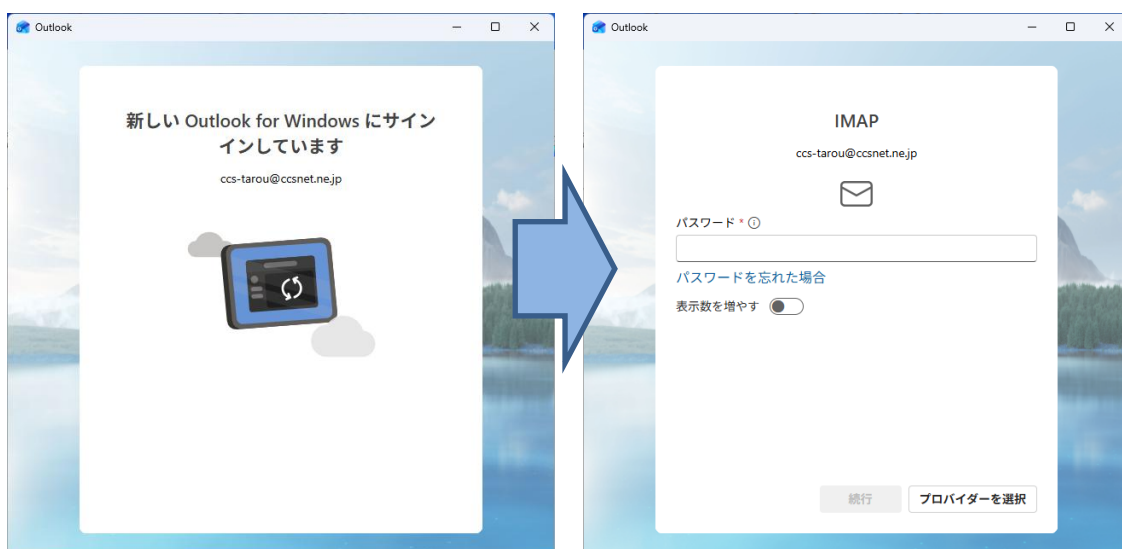 Outlook
新しい Outlook for Windows にサイン
インしています
ccs-tarou@ccsnet.ne.jp
Outlook
IMAP
ccs-tarou@ccsnet.ne.jp
パスワード *
パスワードを忘れた場合
表示数を増やす
続行
プロバイダーを選択